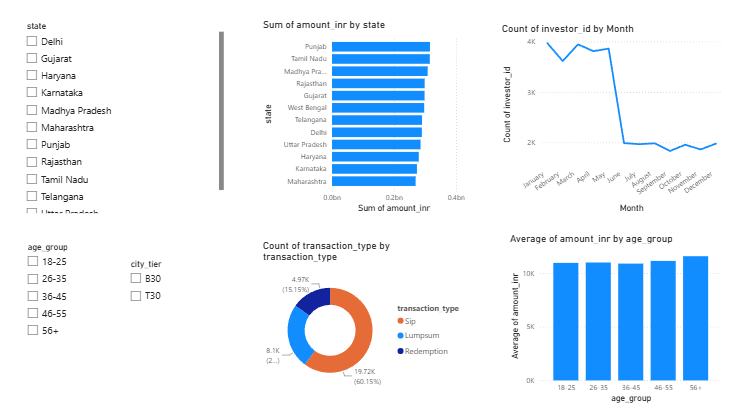 state
Delhi
Gujarat
Haryana
Karnataka
Madhya Pradesh
Maharashtra
Punjab
Rajasthan
Tamil Nadu
Telangana
Sum of amount_inr by state
state
Punjab
Tamil Nadu
Madhya Pra...
Rajasthan
Gujarat
West Bengal
Telangana
Delhi
Uttar Pradesh
Haryana
Karnataka
Maharashtra
0.0bn 0.2bn 0.4bn
Sum of amount_inr
Count of investor_id by Month
Count of investor_id
4K
3K
2K
January
February
March
April
May
June
July
August
September
October
November
December
Month
age_group
18-25
26-35
36-45
46-55
56+
city_tier
B30
T30
Count of transaction_type by
transaction_type
4.97K
(15.15%)
8.1K
(2...)
19.72K
(60.15%)
transaction_type
Sip
Lumpsum
Redemption
Average of amount_inr by age_group
Average of amount_inr
10K
5K
0K
18-25 26-35 36-45 46-55 56+
age_group